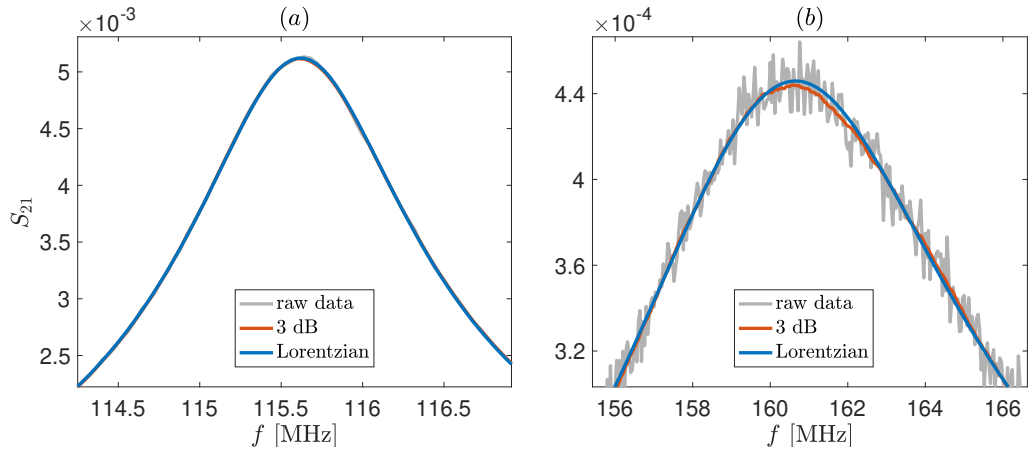 ×10⁻³ (a)
5
4.5
4
3.5
3
2.5
S₂₁
114.5 115 115.5 116 116.5
f [MHz]
raw data
3 dB
Lorentzian
×10⁻⁴ (b)
4.4
4
3.6
3.2
156 158 160 162 164 166
f [MHz]
raw data
3 dB
Lorentzian